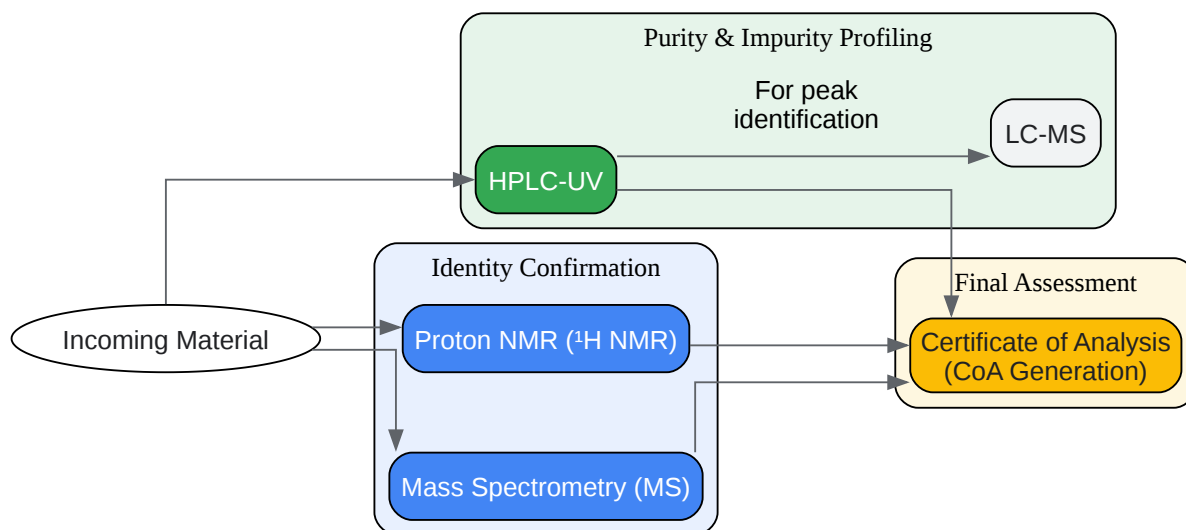 Purity & Impurity Profiling
For peak
identification
LC-MS
HPLC-UV
Identity Confirmation
Final Assessment
Incoming Material
Proton NMR (¹H NMR)
Certificate of Analysis
(CoA Generation)
Mass Spectrometry (MS)